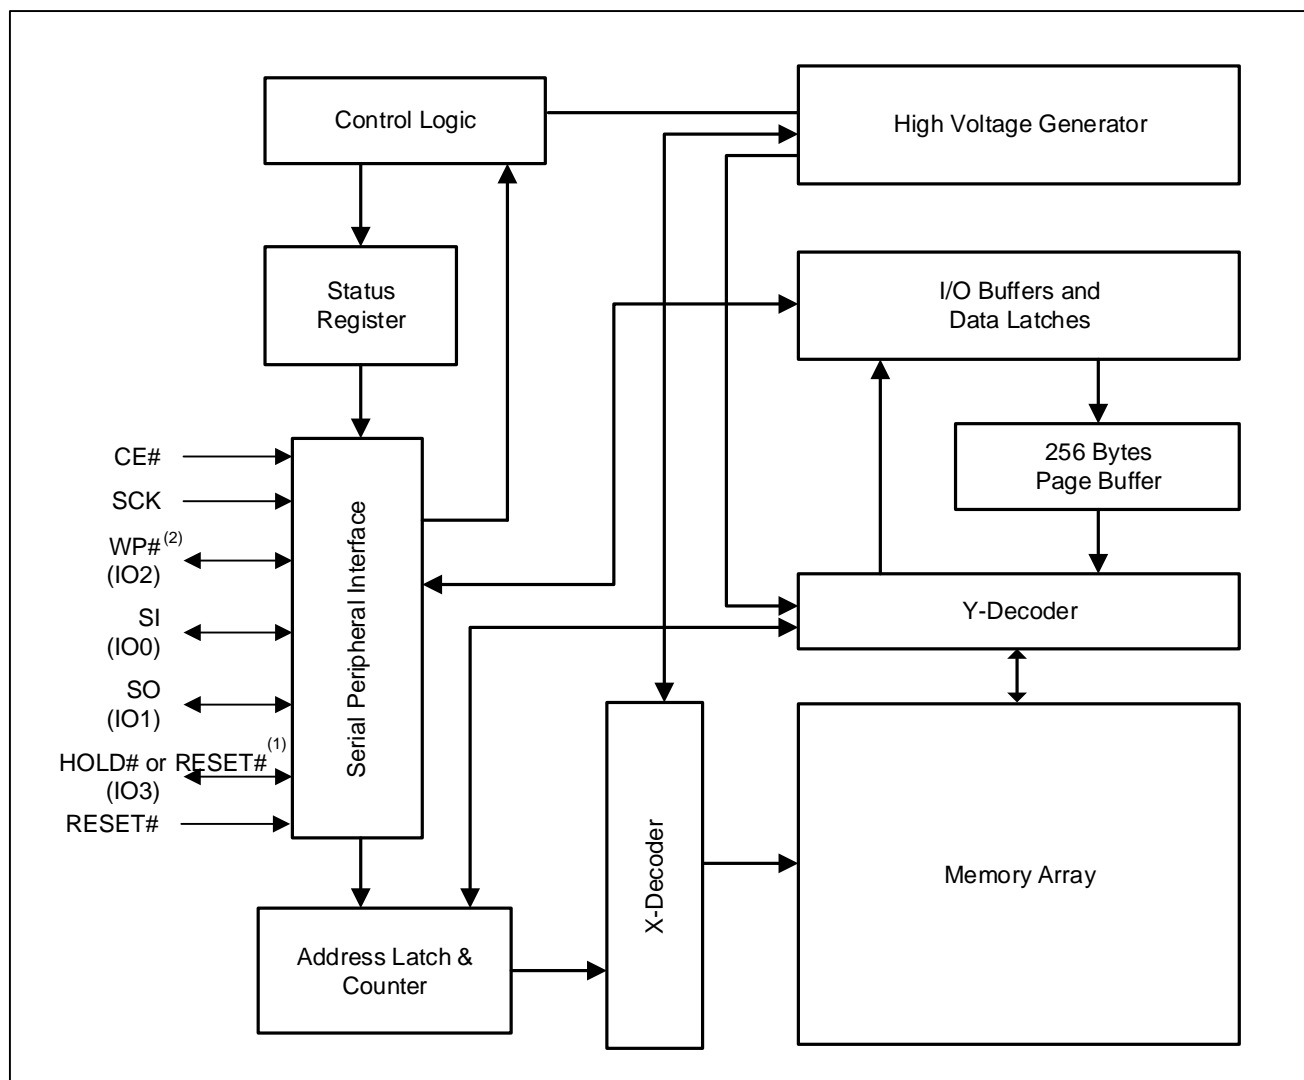 Control Logic
High Voltage Generator
Status
Register
I/O Buffers and
Data Latches
256 Bytes
Page Buffer
CE#
SCK
WP# (2)
(IO2)
SI
(IO0)
SO
(IO1)
HOLD# or RESET# (1)
(IO3)
RESET#
Serial Peripheral Interface
Y-Decoder
X-Decoder
Memory Array
Address Latch &
Counter